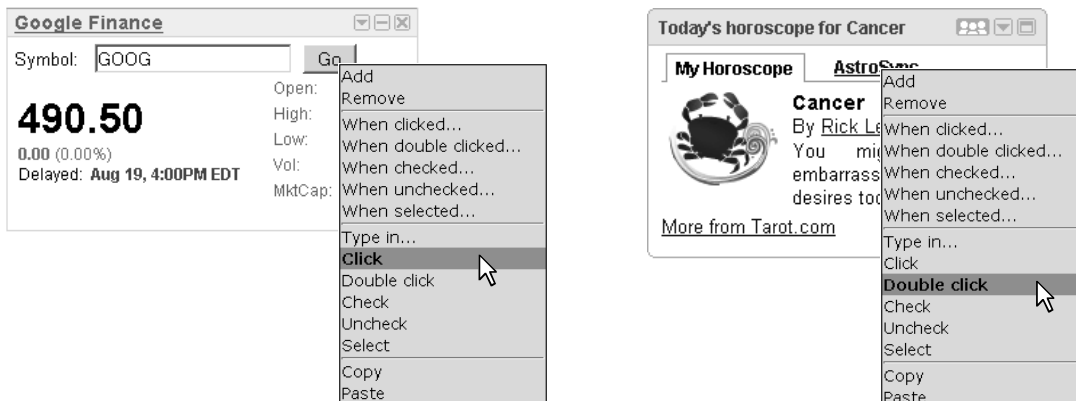 Google Finance
Symbol: GOOG Go
490.50
0.00 (0.00%)
Delayed: Aug 19, 4:00PM EDT
Open:
High:
Low:
Vol:
MktCap:
Add
Remove
When clicked...
When double clicked...
When checked...
When unchecked...
When selected...
Type in...
Click
Double click
Check
Uncheck
Select
Copy
Paste
Today's horoscope for Cancer
My Horoscope AstroSync
Cancer
By Rick
You
embarrass
desires
More from Tarot.com
Add
Remove
When clicked...
When double clicked...
When checked...
When unchecked...
When selected...
Type in...
Click
Double click
Check
Uncheck
Select
Copy
Paste